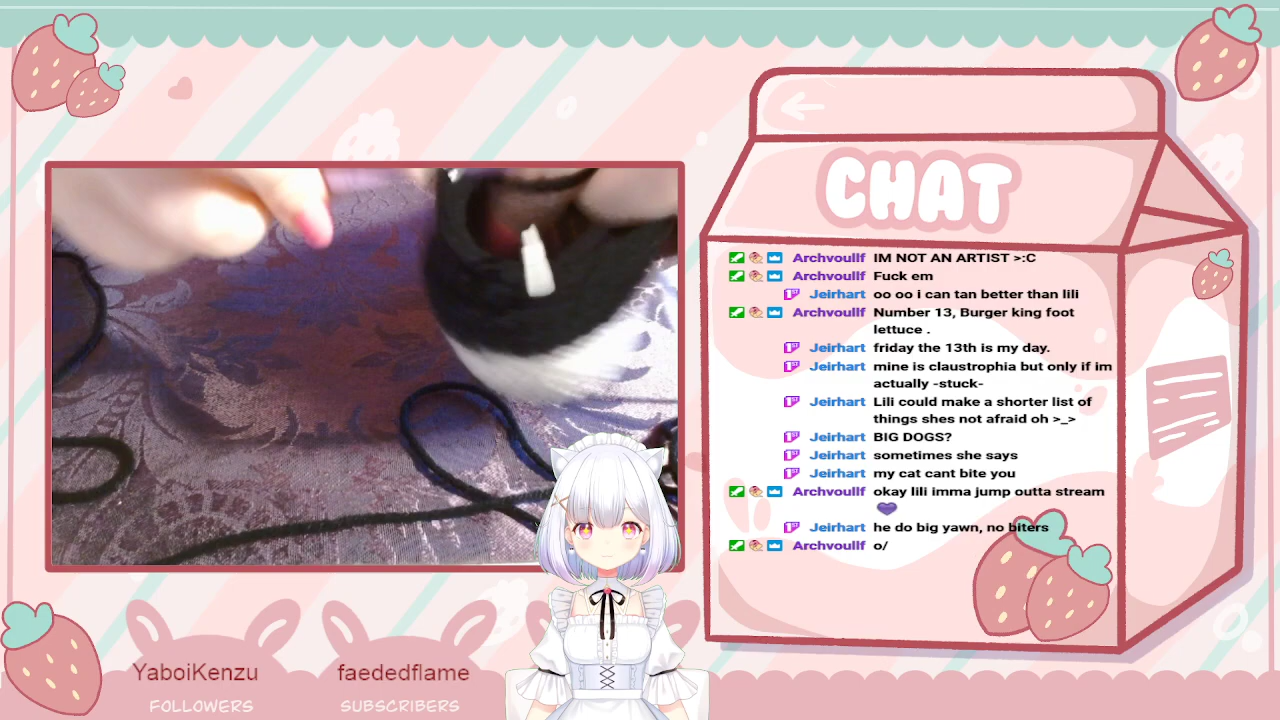 CHAT
Archvoullf IM NOT AN ARTIST >:C
Archvoullf Fuck em
Jeirhart oo oo i can tan better than lili
Archvoullf Number 13, Burger king foot
lettuce .
Jeirhart friday the 13th is my day.
Jeirhart mine is claustrophia but only if im
actually -stuck-
Jeirhart Lili could make a shorter list of
things shes not afraid oh >_>
Jeirhart BIG DOGS?
Jeirhart sometimes she says
Jeirhart my cat cant bite you
Archvoullf okay lili imma jump outta stream
Jeirhart he do big yawn, no biters
Archvoullf o/
YaboiKenzu
FOLLOWERS
faededflame
SUBSCRIBERS